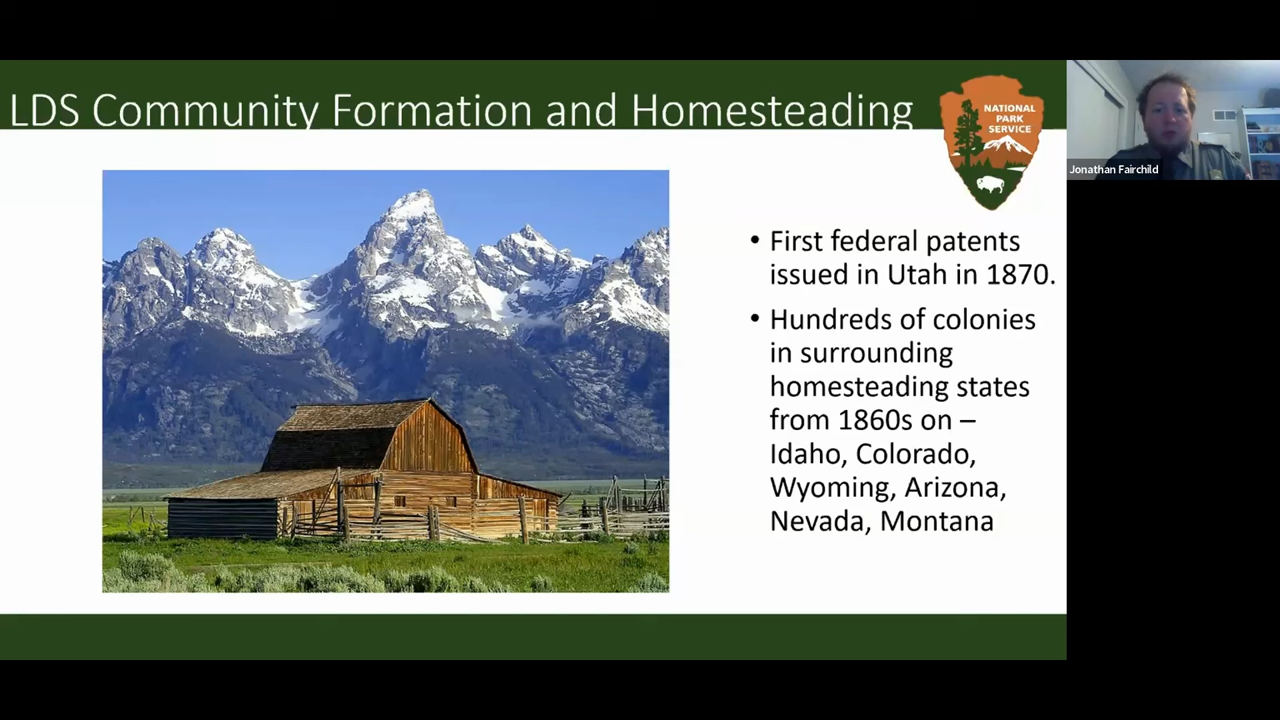 LDS Community Formation and Homesteading
NATIONAL
PARK
SERVICE
Jonathan Fairchild
• First federal patents
issued in Utah in 1870.
• Hundreds of colonies
in surrounding
homesteading states
from 1860s on –
Idaho, Colorado,
Wyoming, Arizona,
Nevada, Montana